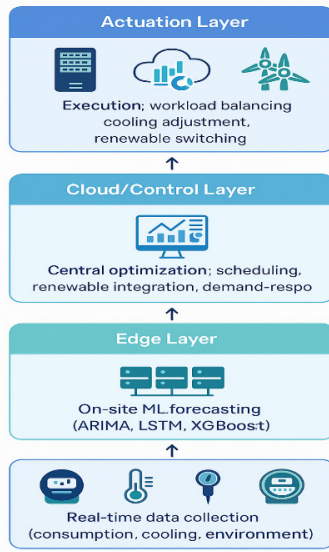 Actuation Layer
Execution; workload balancing
cooling adjustment,
renewable switching
Cloud/Control Layer
Central optimization; scheduling,
renewable integration, demand-respo
Edge Layer
On-site ML.forecasting
(ARIMA, LSTM, XGBoost)
Real-time data collection
(consumption, cooling, environment)